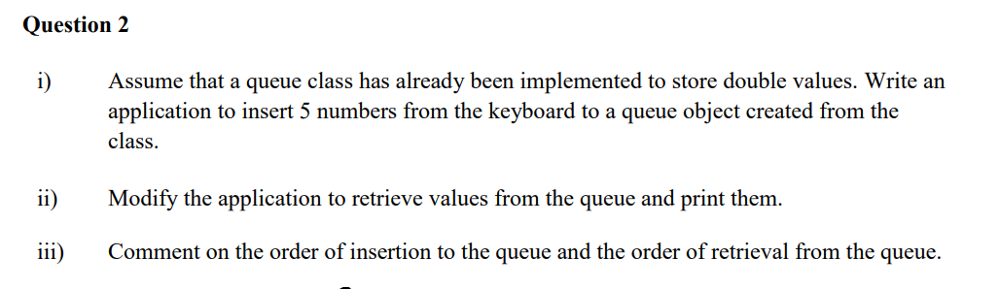 Question 2
i) Assume that a queue class has already been implemented to store double values. Write an
application to insert 5 numbers from the keyboard to a queue object created from the
class.
ii) Modify the application to retrieve values from the queue and print them.
iii) Comment on the order of insertion to the queue and the order of retrieval from the queue.